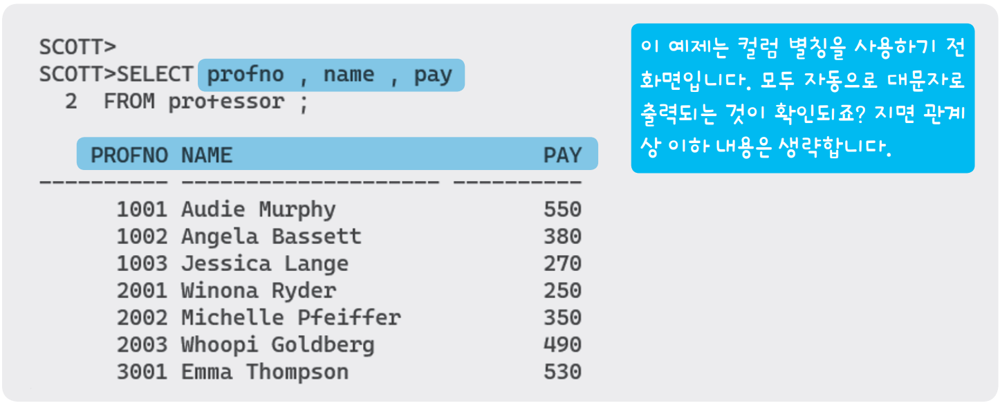 SCOTT>
SCOTT>SELECT profno , name , pay
2 FROM professor ;
PROFNO NAME PAY
---------- -------------------- ----------
1001 Audie Murphy 550
1002 Angela Bassett 380
1003 Jessica Lange 270
2001 Winona Ryder 250
2002 Michelle Pfeiffer 350
2003 Whoopi Goldberg 490
3001 Emma Thompson 530
이 예제는 컬럼 별칭을 사용하기 전
화면입니다. 모두 자동으로 대문자로
출력되는 것이 확인되죠? 지면 관계
상 이하 내용은 생략합니다.